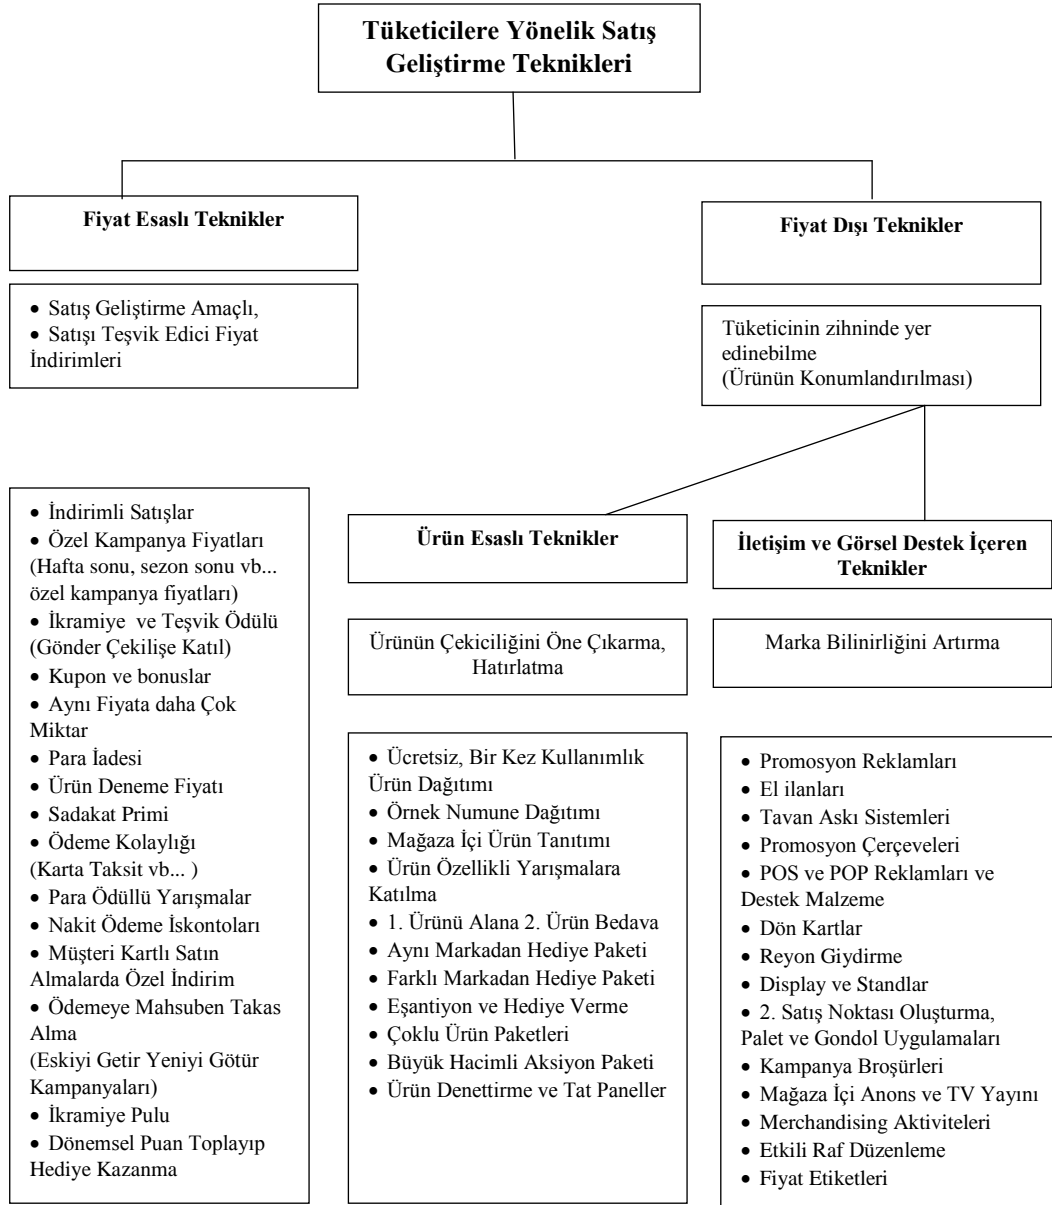 Tüketicilere Yönelik Satış
Geliştirme Teknikleri
Fiyat Esaslı Teknikler
Fiyat Dışı Teknikler
• Satış Geliştirme Amaçlı,
• Satışı Teşvik Edici Fiyat
İndirimleri
Tüketicinin zihninde yer
edinebilme
(Ürünün Konumlandırılması)
• İndirimli Satışlar
• Özel Kampanya Fiyatları
(Hafta sonu, sezon sonu vb...
özel kampanya fiyatları)
• İkramiye ve Teşvik Ödülü
(Gönder Çekilişe Katıl)
• Kupon ve bonuslar
• Aynı Fiyata daha Çok
Miktar
• Para İadesi
• Ürün Deneme Fiyatı
• Sadakat Primi
• Ödeme Kolaylığı
(Karta Taksit vb... )
• Para Ödüllü Yarışmalar
• Nakit Ödeme İskontoları
• Müşteri Kartlı Satın
Almalarda Özel İndirim
• Ödemeye Mahsuben Takas
Alma
(Eskiyi Getir Yeniyi Götür
Kampanyaları)
• İkramiye Pulu
• Dönemsel Puan Toplayıp
Hediye Kazanma
Ürün Esaslı Teknikler
Ürünün Çekiciliğini Öne Çıkarma,
Hatırlatma
• Ücretsiz, Bir Kez Kullanımlık
Ürün Dağıtımı
• Örnek Numune Dağıtımı
• Mağaza İçi Ürün Tanıtımı
• Ürün Özellikli Yarışmalara
Katılma
• 1. Ürünü Alana 2. Ürün Bedava
• Aynı Markadan Hediye Paketi
• Farklı Markadan Hediye Paketi
• Eşantiyon ve Hediye Verme
• Çoklu Ürün Paketleri
• Büyük Hacimli Aksiyon Paketi
• Ürün Denettirme ve Tat Paneller
İletişim ve Görsel Destek İçeren
Teknikler
Marka Bilinirliğini Artırma
• Promosyon Reklamları
• El ilanları
• Tavan Askı Sistemleri
• Promosyon Çerçeveleri
• POS ve POP Reklamları ve
Destek Malzeme
• Dön Kartlar
• Reyon Giydirme
• Display ve Standlar
• 2. Satış Noktası Oluşturma,
Palet ve Gondol Uygulamaları
• Kampanya Broşürleri
• Mağaza İçi Anons ve TV Yayını
• Merchandising Aktiviteleri
• Etkili Raf Düzenleme
• Fiyat Etiketleri